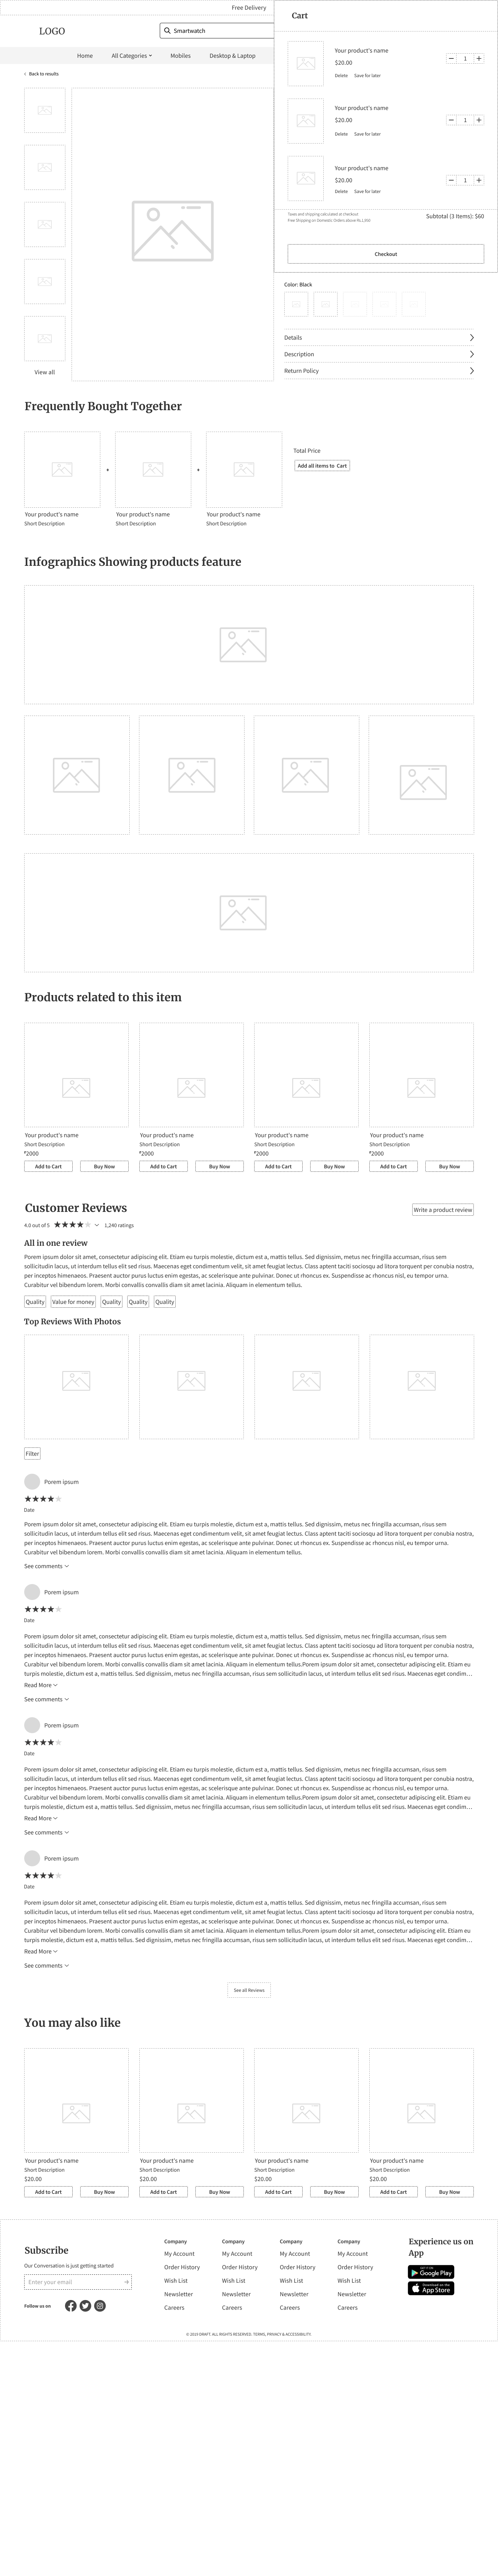 Free Delivery
LOGO
Smartwatch
Home All Categories Mobiles Desktop & Laptop
Cart
Your product's name
$20.00
1
Delete Save for later
Your product's name
$20.00
1
Delete Save for later
Your product's name
$20.00
1
Delete Save for later
Taxes and shipping calculated at checkout
Free Shipping on Domestic Orders above Rs,1,000
Subtotal (3 Items): $60
Checkout
Back to results
View all
Color: Black
Details
Description
Return Policy
Frequently Bought Together
+ +
Your product's name Your product's name Your product's name
Short Description Short Description Short Description
Total Price
Add all items to Cart
Infographics Showing products feature
Products related to this item
Your product's name Your product's name Your product's name Your product's name
Short Description Short Description Short Description Short Description
₹2000 ₹2000 ₹2000 ₹2000
Add to Cart Buy Now Add to Cart Buy Now Add to Cart Buy Now Add to Cart Buy Now
Customer Reviews
Write a product review
4.0 out of 5 1,240 ratings
All in one review
Porem ipsum dolor sit amet, consectetur adipiscing elit. Etiam eu turpis molestie, dictum est a, mattis tellus. Sed dignissim, metus nec fringilla accumsan, risus sem
sollicitudin lacus, ut interdum tellus elit sed risus. Maecenas eget condimentum velit, sit amet feugiat lectus. Class aptent taciti sociosqu ad litora torquent per conubia nostra,
per inceptos himenaeos. Praesent auctor purus luctus enim egestas, ac scelerisque ante pulvinar. Donec ut rhoncus ex. Suspendisse ac rhoncus nisl, eu tempor urna.
Curabitur vel bibendum lorem. Morbi convallis convallis diam sit amet lacinia. Aliquam in elementum tellus.
Quality Value for money Quality Quality Quality
Top Reviews With Photos
Filter
Porem ipsum
Date
Porem ipsum dolor sit amet, consectetur adipiscing elit. Etiam eu turpis molestie, dictum est a, mattis tellus. Sed dignissim, metus nec fringilla accumsan, risus sem
sollicitudin lacus, ut interdum tellus elit sed risus. Maecenas eget condimentum velit, sit amet feugiat lectus. Class aptent taciti sociosqu ad litora torquent per conubia nostra,
per inceptos himenaeos. Praesent auctor purus luctus enim egestas, ac scelerisque ante pulvinar. Donec ut rhoncus ex. Suspendisse ac rhoncus nisl, eu tempor urna.
Curabitur vel bibendum lorem. Morbi convallis convallis diam sit amet lacinia. Aliquam in elementum tellus.
See comments
Porem ipsum
Date
Porem ipsum dolor sit amet, consectetur adipiscing elit. Etiam eu turpis molestie, dictum est a, mattis tellus. Sed dignissim, metus nec fringilla accumsan, risus sem
sollicitudin lacus, ut interdum tellus elit sed risus. Maecenas eget condimentum velit, sit amet feugiat lectus. Class aptent taciti sociosqu ad litora torquent per conubia nostra,
per inceptos himenaeos. Praesent auctor purus luctus enim egestas, ac scelerisque ante pulvinar. Donec ut rhoncus ex. Suspendisse ac rhoncus nisl, eu tempor urna.
Curabitur vel bibendum lorem. Morbi convallis convallis diam sit amet lacinia. Aliquam in elementum tellus.Porem ipsum dolor sit amet, consectetur adipiscing elit. Etiam eu
turpis molestie, dictum est a, mattis tellus. Sed dignissim, metus nec fringilla accumsan, risus sem sollicitudin lacus, ut interdum tellus elit sed risus. Maecenas eget condim...
Read More
See comments
Porem ipsum
Date
Porem ipsum dolor sit amet, consectetur adipiscing elit. Etiam eu turpis molestie, dictum est a, mattis tellus. Sed dignissim, metus nec fringilla accumsan, risus sem
sollicitudin lacus, ut interdum tellus elit sed risus. Maecenas eget condimentum velit, sit amet feugiat lectus. Class aptent taciti sociosqu ad litora torquent per conubia nostra,
per inceptos himenaeos. Praesent auctor purus luctus enim egestas, ac scelerisque ante pulvinar. Donec ut rhoncus ex. Suspendisse ac rhoncus nisl, eu tempor urna.
Curabitur vel bibendum lorem. Morbi convallis convallis diam sit amet lacinia. Aliquam in elementum tellus.Porem ipsum dolor sit amet, consectetur adipiscing elit. Etiam eu
turpis molestie, dictum est a, mattis tellus. Sed dignissim, metus nec fringilla accumsan, risus sem sollicitudin lacus, ut interdum tellus elit sed risus. Maecenas eget condim...
Read More
See comments
Porem ipsum
Date
Porem ipsum dolor sit amet, consectetur adipiscing elit. Etiam eu turpis molestie, dictum est a, mattis tellus. Sed dignissim, metus nec fringilla accumsan, risus sem
sollicitudin lacus, ut interdum tellus elit sed risus. Maecenas eget condimentum velit, sit amet feugiat lectus. Class aptent taciti sociosqu ad litora torquent per conubia nostra,
per inceptos himenaeos. Praesent auctor purus luctus enim egestas, ac scelerisque ante pulvinar. Donec ut rhoncus ex. Suspendisse ac rhoncus nisl, eu tempor urna.
Curabitur vel bibendum lorem. Morbi convallis convallis diam sit amet lacinia. Aliquam in elementum tellus.Porem ipsum dolor sit amet, consectetur adipiscing elit. Etiam eu
turpis molestie, dictum est a, mattis tellus. Sed dignissim, metus nec fringilla accumsan, risus sem sollicitudin lacus, ut interdum tellus elit sed risus. Maecenas eget condim...
Read More
See comments
See all Reviews
You may also like
Your product's name Your product's name Your product's name Your product's name
Short Description Short Description Short Description Short Description
$20.00 $20.00 $20.00 $20.00
Add to Cart Buy Now Add to Cart Buy Now Add to Cart Buy Now Add to Cart Buy Now
Subscribe
Our Conversation is just getting started
Enter your email
Follow us on
Company Company Company Company
My Account My Account My Account My Account
Order History Order History Order History Order History
Wish List Wish List Wish List Wish List
Newsletter Newsletter Newsletter Newsletter
Careers Careers Careers Careers
Experience us on
App
GET IT ON
Google Play
Download on the
App Store
© 2019 DRAFT. ALL RIGHTS RESERVED. TERMS, PRIVACY & ACCESSIBILITY.